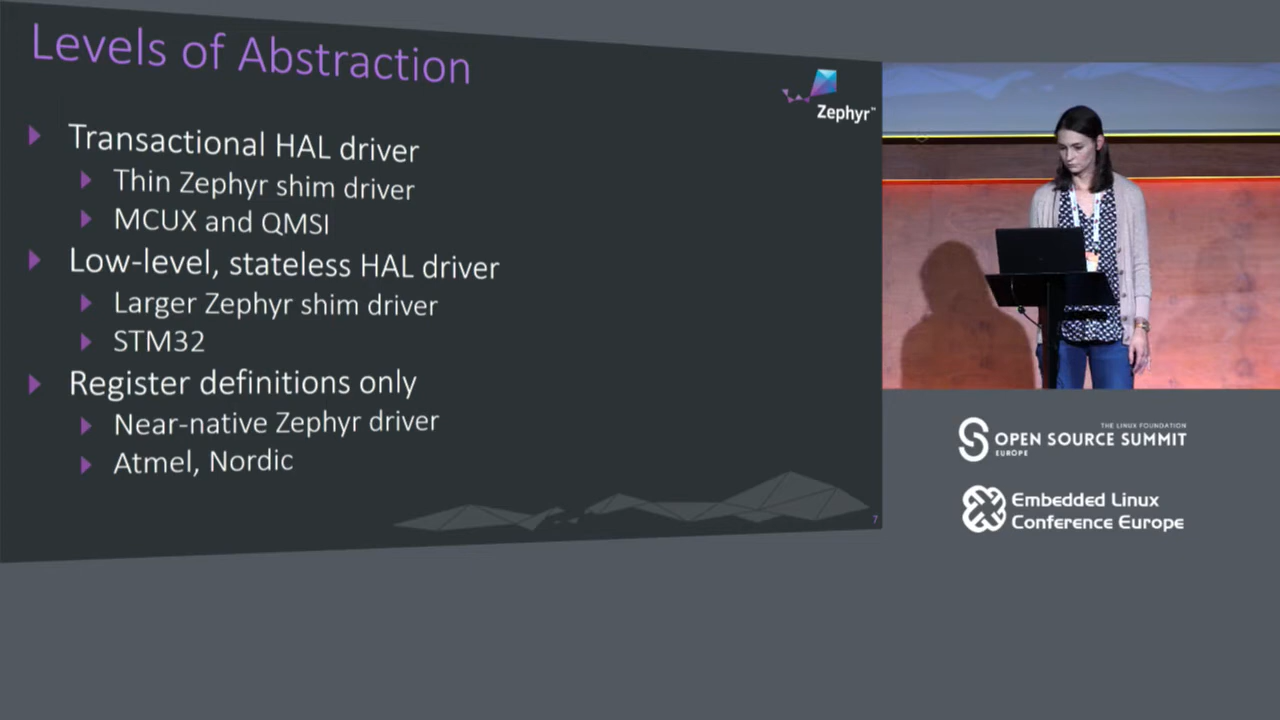 Levels of Abstraction
Zephyr™
Transactional HAL driver
Thin Zephyr shim driver
MCUX and QMSI
Low-level, stateless HAL driver
Larger Zephyr shim driver
STM32
Register definitions only
Near-native Zephyr driver
Atmel, Nordic
7
THE LINUX FOUNDATION
OPEN SOURCE SUMMIT
EUROPE
Embedded Linux
Conference Europe